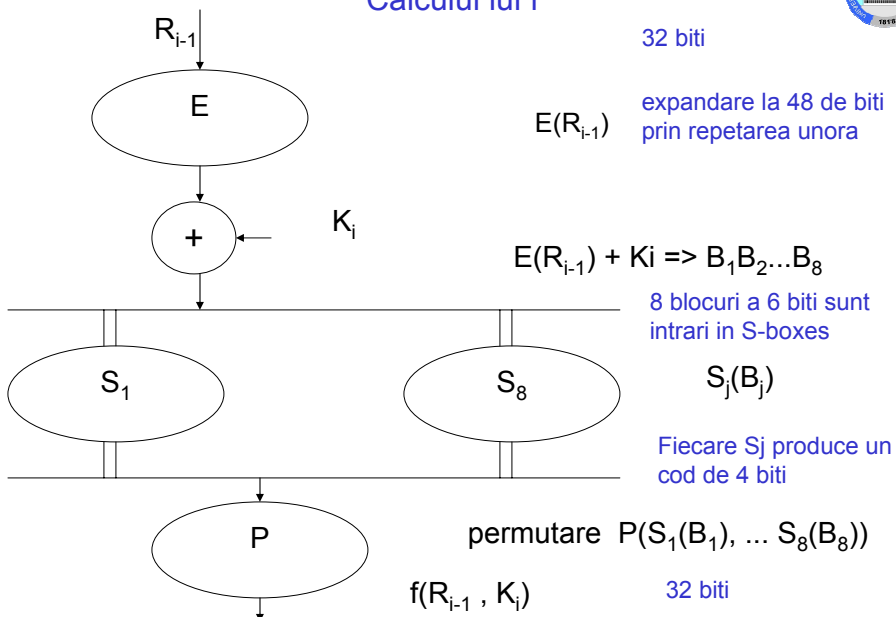 Calculul lui f
R_{i-1}
32 biti
E
E(R_{i-1})
expandare la 48 de biti
prin repetarea unora
+
K_i
E(R_{i-1}) + Ki => B_1B_2...B_8
8 blocuri a 6 biti sunt
intrari in S-boxes
S_1
S_8
S_j(B_j)
Fiecare Sj produce un
cod de 4 biti
P
permutare P(S_1(B_1), ... S_8(B_8))
f(R_{i-1} , K_i)
32 biti